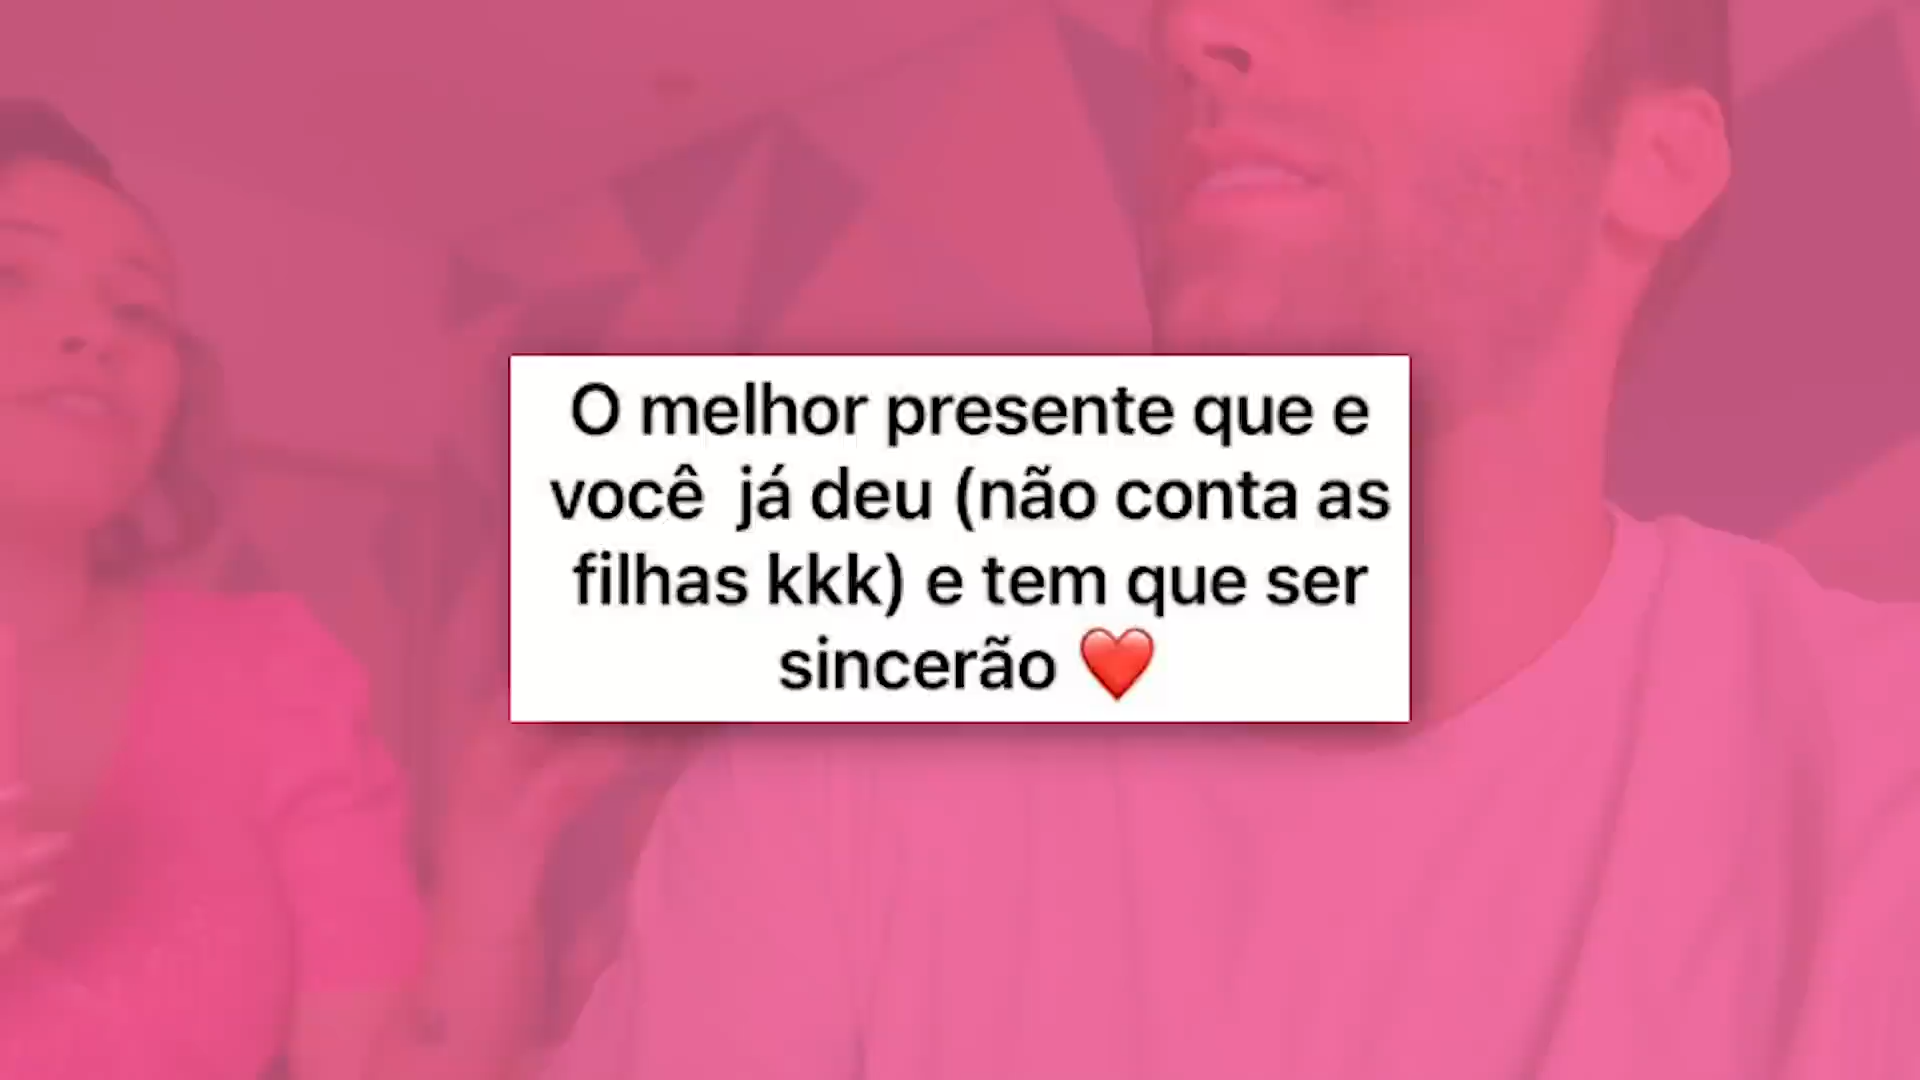 O melhor presente que e
você já deu (não conta as
filhas kkk) e tem que ser
sincerão ❤️